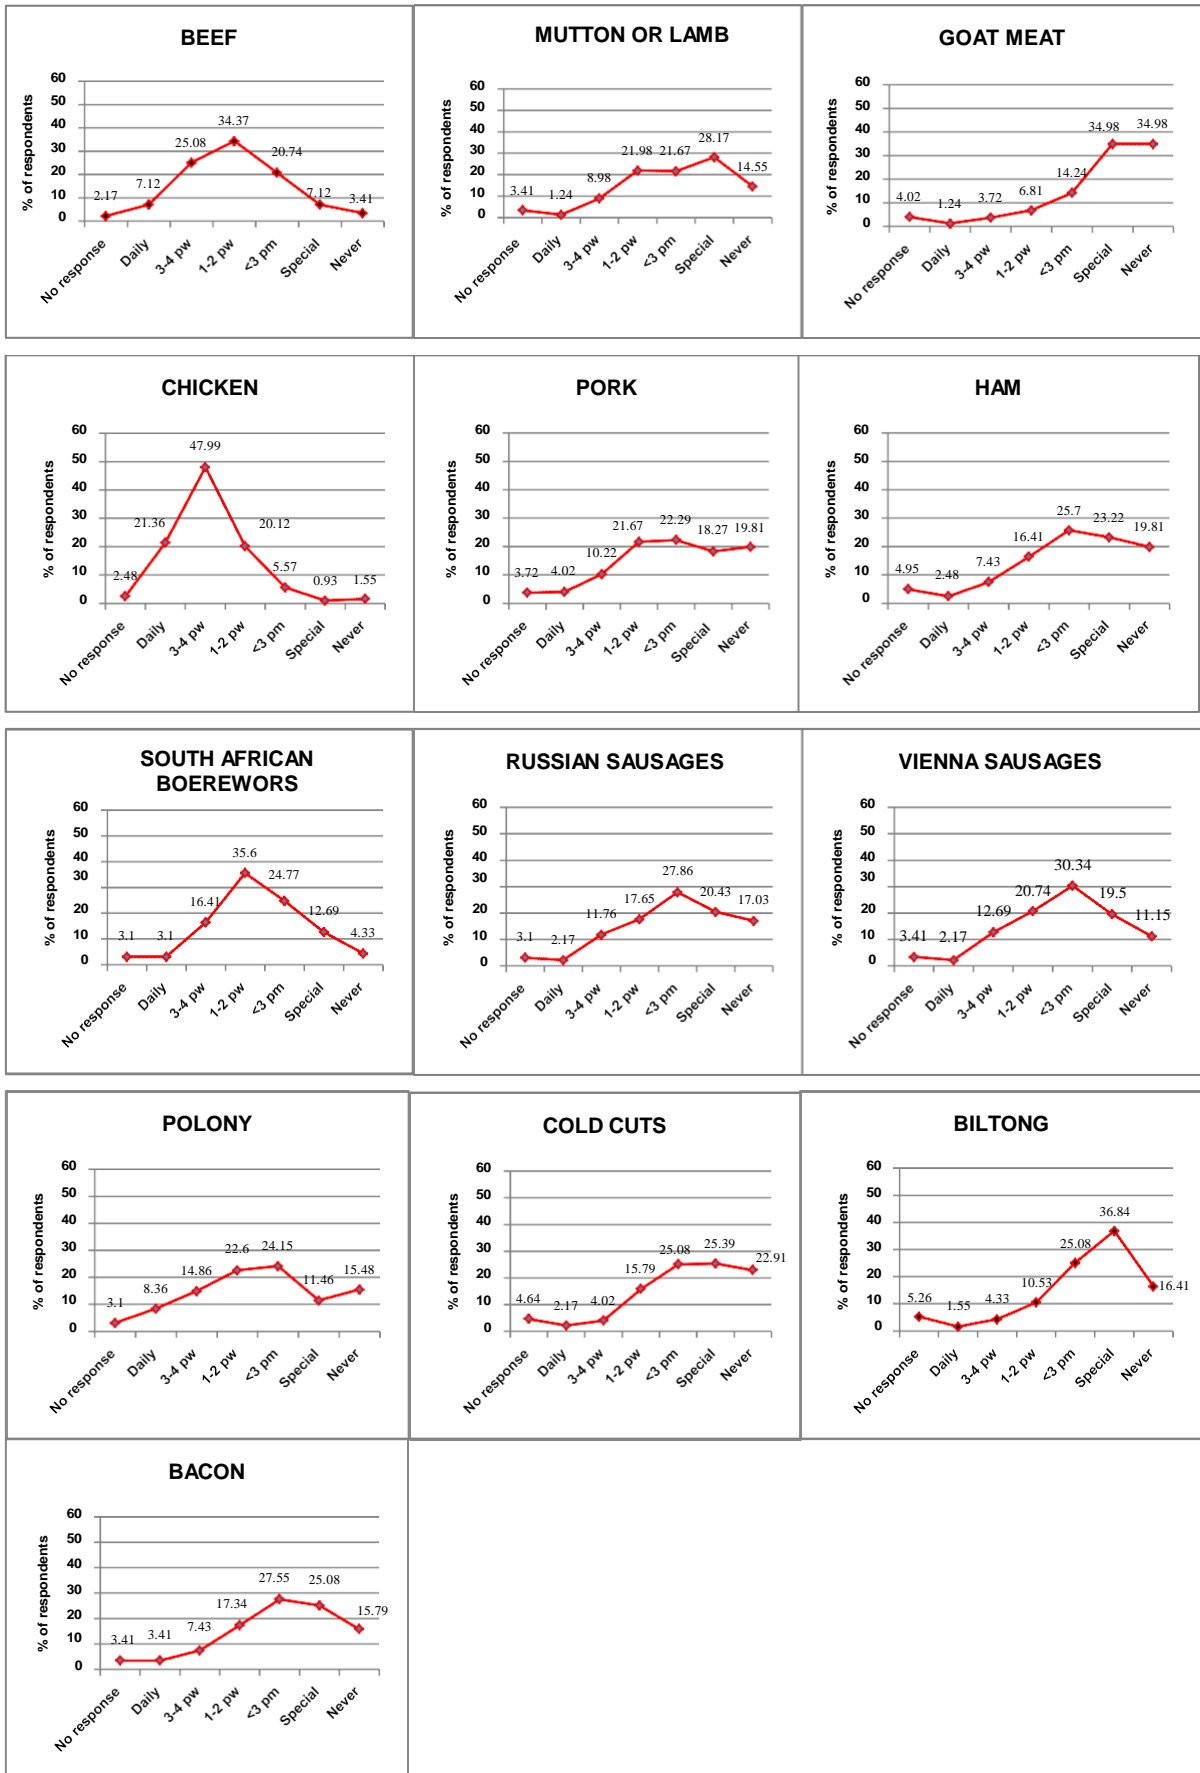 BEEF
% of respondents
60
50
40
30
20
10
0
2.17
7.12
25.08
34.37
20.74
7.12
3.41
No response
Daily
3-4 pw
1-2 pw
<3 pm
Special
Never
MUTTON OR LAMB
% of respondents
60
50
40
30
20
10
0
3.41
1.24
8.98
21.98
21.67
28.17
14.55
No response
Daily
3-4 pw
1-2 pw
<3 pm
Special
Never
GOAT MEAT
% of respondents
60
50
40
30
20
10
0
4.02
1.24
3.72
6.81
14.24
34.98
34.98
No response
Daily
3-4 pw
1-2 pw
<3 pm
Special
Never
CHICKEN
% of respondents
60
50
40
30
20
10
0
2.48
21.36
47.99
20.12
5.57
0.93
1.55
No response
Daily
3-4 pw
1-2 pw
<3 pm
Special
Never
PORK
% of respondents
60
50
40
30
20
10
0
3.72
4.02
10.22
21.67
22.29
18.27
19.81
No response
Daily
3-4 pw
1-2 pw
<3 pm
Special
Never
HAM
% of respondents
60
50
40
30
20
10
0
4.95
2.48
7.43
16.41
25.7
23.22
19.81
No response
Daily
3-4 pw
1-2 pw
<3 pm
Special
Never
SOUTH AFRICAN
BOEREWORS
% of respondents
60
50
40
30
20
10
0
3.1
3.1
16.41
35.6
24.77
12.69
4.33
No response
Daily
3-4 pw
1-2 pw
<3 pm
Special
Never
RUSSIAN SAUSAGES
% of respondents
60
50
40
30
20
10
0
3.1
2.17
11.76
17.65
27.86
20.43
17.03
No response
Daily
3-4 pw
1-2 pw
<3 pm
Special
Never
VIENNA SAUSAGES
% of respondents
60
50
40
30
20
10
0
3.41
2.17
12.69
20.74
30.34
19.5
11.15
No response
Daily
3-4 pw
1-2 pw
<3 pm
Special
Never
POLONY
% of respondents
60
50
40
30
20
10
0
3.1
8.36
14.86
22.6
24.15
11.46
15.48
No response
Daily
3-4 pw
1-2 pw
<3 pm
Special
Never
COLD CUTS
% of respondents
60
50
40
30
20
10
0
4.64
2.17
4.02
15.79
25.08
25.39
22.91
No response
Daily
3-4 pw
1-2 pw
<3 pm
Special
Never
BILTONG
% of respondents
60
50
40
30
20
10
0
5.26
1.55
4.33
10.53
25.08
36.84
16.41
No response
Daily
3-4 pw
1-2 pw
<3 pm
Special
Never
BACON
% of respondents
60
50
40
30
20
10
0
3.41
3.41
7.43
17.34
27.55
25.08
15.79
No response
Daily
3-4 pw
1-2 pw
<3 pm
Special
Never